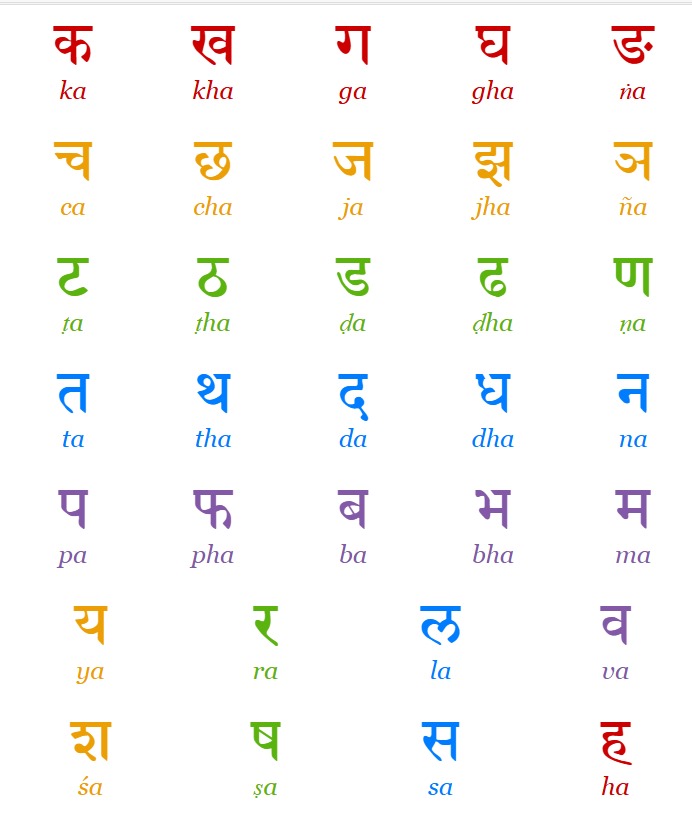 क ख ग घ ङ
ka kha ga gha ṅa
च छ ज झ ञ
ca cha ja jha ña
ट ठ ड ढ ण
ṭa ṭha ḍa ḍha ṇa
त थ द ध न
ta tha da dha na
प फ ब भ म
pa pha ba bha ma
य र ल व
ya ra la va
श ष स ह
śa ṣa sa ha